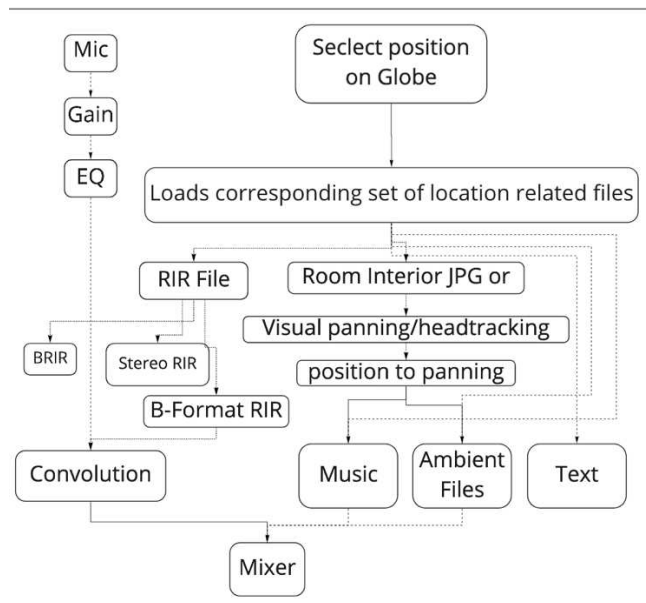 Mic
Seclect position
on Globe
Gain
EQ
Loads corresponding set of location related files
RIR File
Room Interior JPG or
Visual panning/headtracking
BRIR
Stereo RIR
position to panning
B-Format RIR
Convolution
Music
Ambient
Files
Text
Mixer